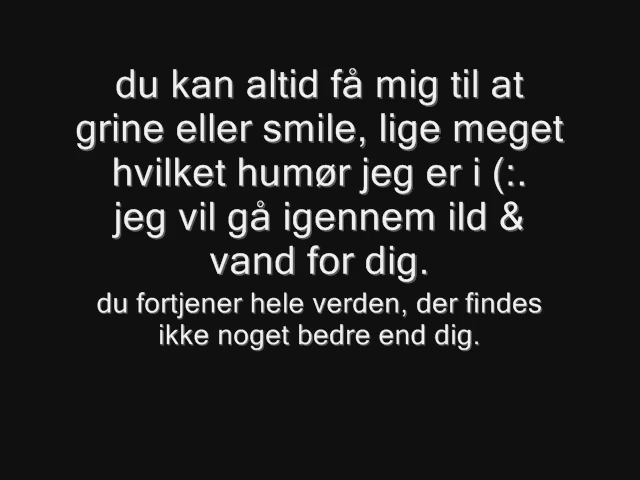 du kan altid få mig til at
grine eller smile, lige meget
hvilket humør jeg er i (:.
jeg vil gå igennem ild &
vand for dig.
du fortjener hele verden, der findes
ikke noget bedre end dig.